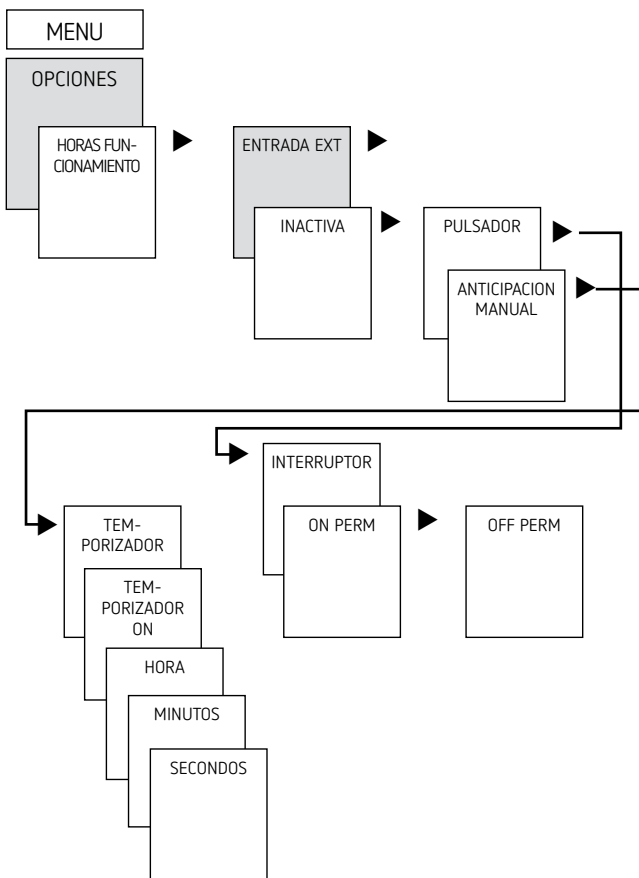 MENU
OPCIONES
HORAS FUN-
CIONAMIENTO
ENTRADA EXT
INACTIVA
PULSADOR
ANTICIPACION
MANUAL
INTERRUPTOR
ON PERM
OFF PERM
TEM-
PORIZADOR
TEM-
PORIZADOR
ON
HORA
MINUTOS
SECONDOS